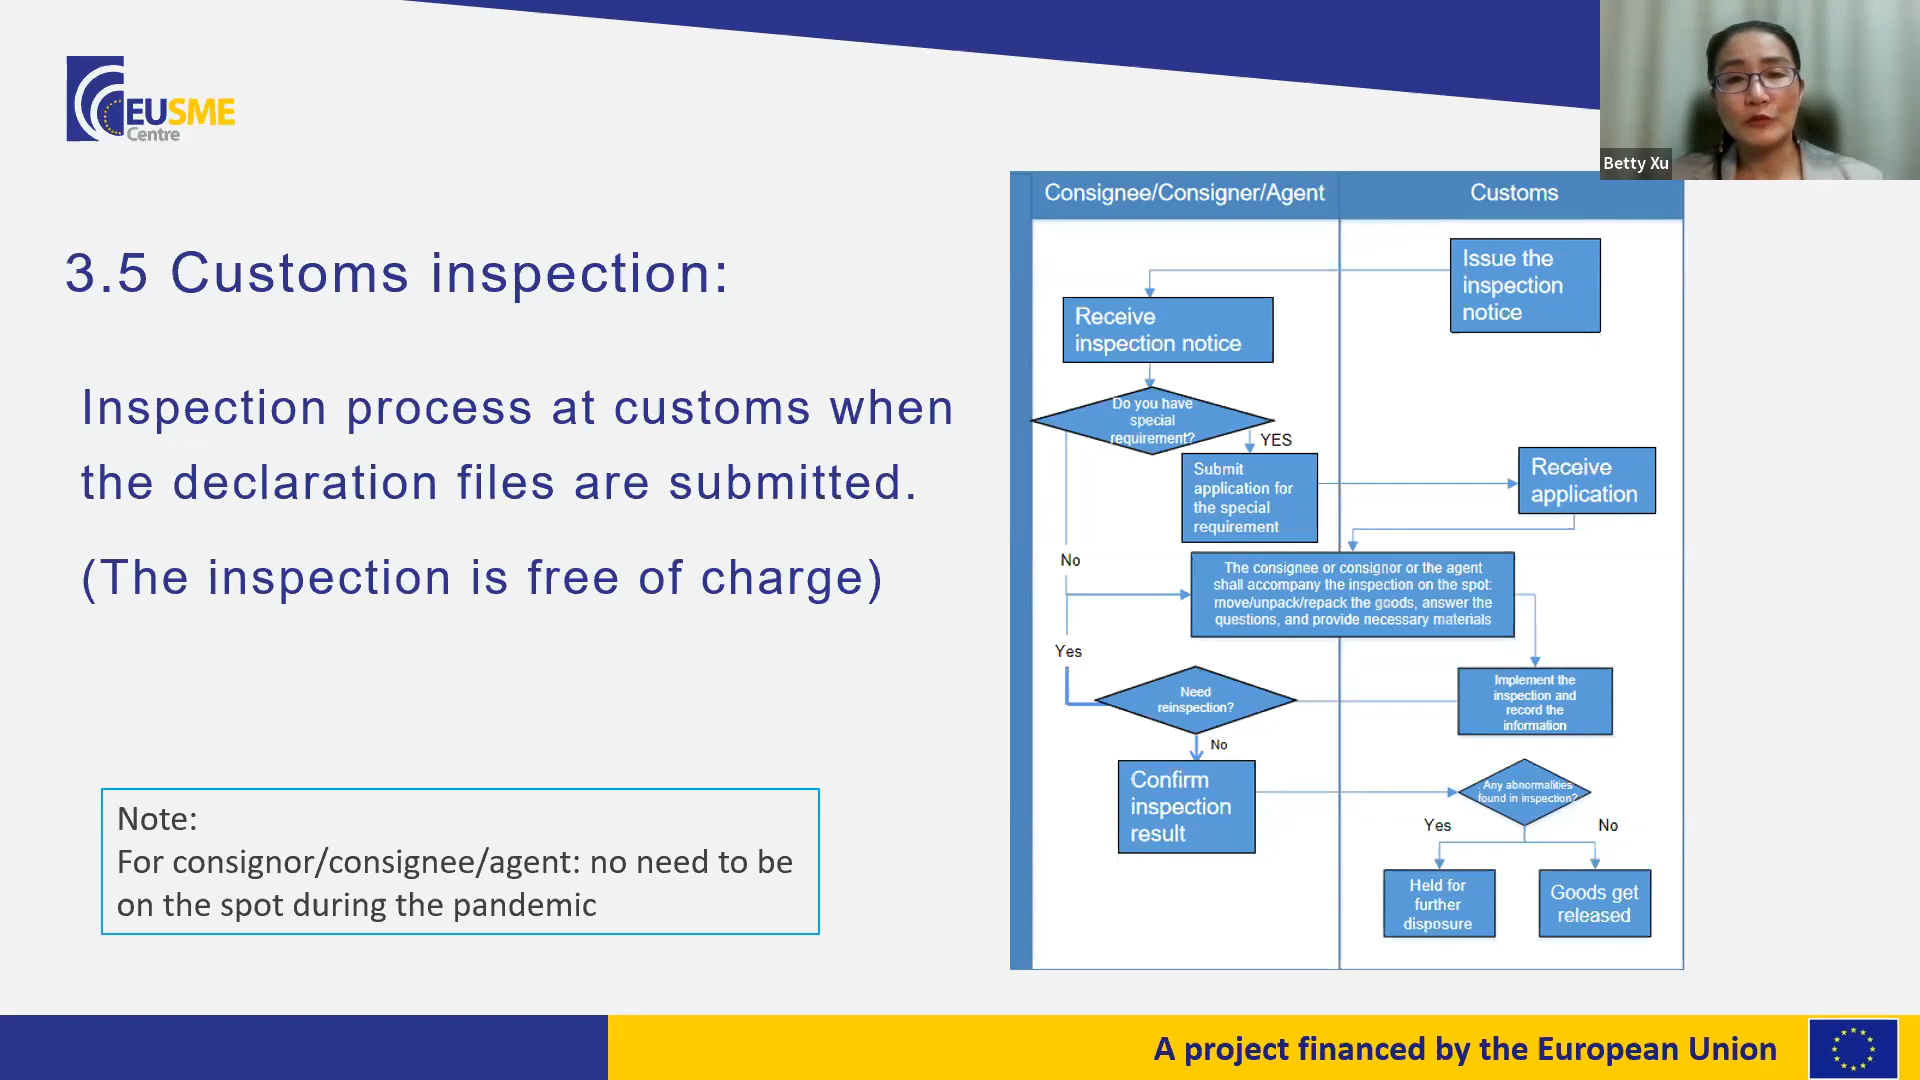 EUSME
Centre
Betty Xu
3.5 Customs inspection:
Inspection process at customs when
the declaration files are submitted.
(The inspection is free of charge)
Note:
For consignor/consignee/agent: no need to be
on the spot during the pandemic
Consignee/Consigner/Agent
Customs
Issue the
inspection
notice
Receive
inspection notice
Do you have
special
requirement?
YES
Submit
application for
the special
requirement
Receive
application
No
The consignee or consignor or the agent
shall accompany the inspection on the spot:
move/unpack/repack the goods, answer the
questions, and provide necessary materials
Yes
Need
reinspection?
Implement the
inspection and
record the
information
No
Confirm
inspection
result
Any abnormalities
found in inspection?
Yes
No
Held for
further
disposure
Goods get
released
A project financed by the European Union